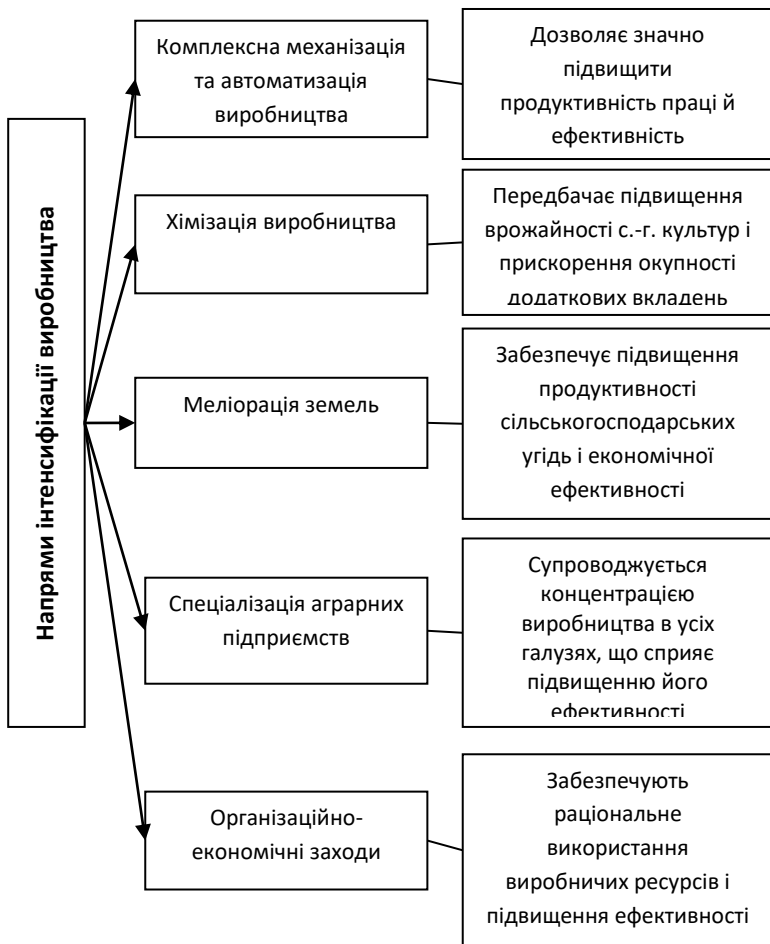 Напрями інтенсифікації виробництва
Комплексна механізація
та автоматизація
виробництва
Дозволяє значно
підвищити
продуктивність праці й
ефективність
Хімізація виробництва
Передбачає підвищення
врожайності с.-г. культур і
прискорення окупності
додаткових вкладень
Меліорація земель
Забезпечує підвищення
продуктивності
сільськогосподарських
угідь і економічної
ефективності
Спеціалізація аграрних
підприємств
Супроводжується
концентрацією
виробництва в усіх
галузях, що сприяє
підвищенню його
ефективності
Організаційно-
економічні заходи
Забезпечують
раціональне
використання
виробничих ресурсів і
підвищення ефективності